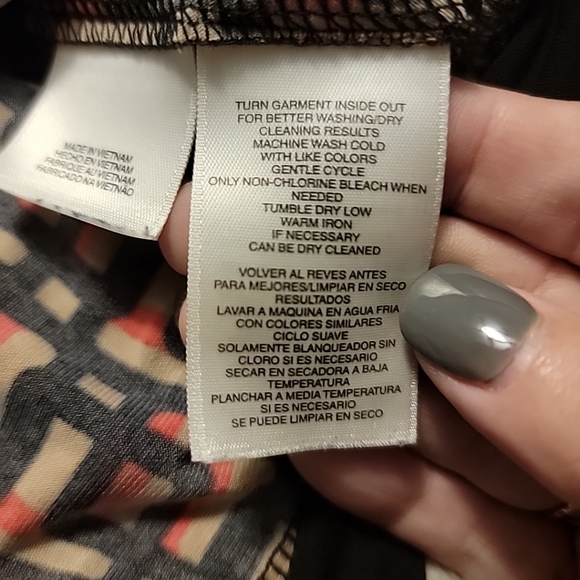 MADE IN VIETNAM
HECHO EN VIETNAM
FABRIQUE AU VIETNAM
FABRICADO NA VIETNÃO
TURN GARMENT INSIDE OUT
FOR BETTER WASHING/DRY
CLEANING RESULTS
MACHINE WASH COLD
WITH LIKE COLORS
GENTLE CYCLE
ONLY NON-CHLORINE BLEACH WHEN
NEEDED
TUMBLE DRY LOW
WARM IRON
IF NECESSARY
CAN BE DRY CLEANED
VOLVER AL REVES ANTES
PARA MEJORES/LIMPIAR EN SECO
RESULTADOS
LAVAR A MAQUINA EN AGUA FRIA
CON COLORES SIMILARES
CICLO SUAVE
SOLAMENTE BLANQUEADOR SIN
CLORO SI ES NECESARIO
SECAR EN SECADORA A BAJA
TEMPERATURA
PLANCHAR A MEDIA TEMPERATURA
SI ES NECESARIO
SE PUEDE LIMPIAR EN SECO